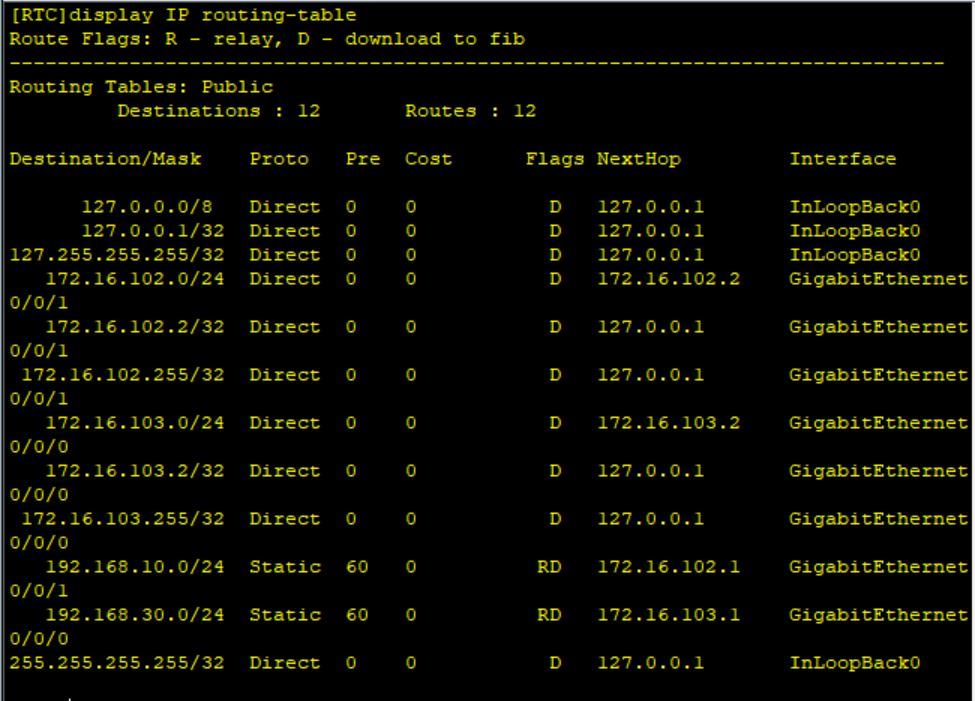 [RTC]display IP routing-table
Route Flags: R - relay, D - download to fib
------------------------------------------------------------------------------
Routing Tables: Public
         Destinations : 12       Routes : 12

Destination/Mask    Proto   Pre  Cost      Flags NextHop         Interface

      127.0.0.0/8   Direct  0    0           D   127.0.0.1       InLoopBack0
      127.0.0.1/32  Direct  0    0           D   127.0.0.1       InLoopBack0
127.255.255.255/32  Direct  0    0           D   127.0.0.1       InLoopBack0
   172.16.102.0/24  Direct  0    0           D   172.16.102.2    GigabitEthernet
0/0/1
   172.16.102.2/32  Direct  0    0           D   127.0.0.1       GigabitEthernet
0/0/1
 172.16.102.255/32  Direct  0    0           D   127.0.0.1       GigabitEthernet
0/0/1
   172.16.103.0/24  Direct  0    0           D   172.16.103.2    GigabitEthernet
0/0/0
   172.16.103.2/32  Direct  0    0           D   127.0.0.1       GigabitEthernet
0/0/0
 172.16.103.255/32  Direct  0    0           D   127.0.0.1       GigabitEthernet
0/0/0
   192.168.10.0/24  Static  60   0          RD   172.16.102.1    GigabitEthernet
0/0/1
   192.168.30.0/24  Static  60   0          RD   172.16.103.1    GigabitEthernet
0/0/0
255.255.255.255/32  Direct  0    0           D   127.0.0.1       InLoopBack0